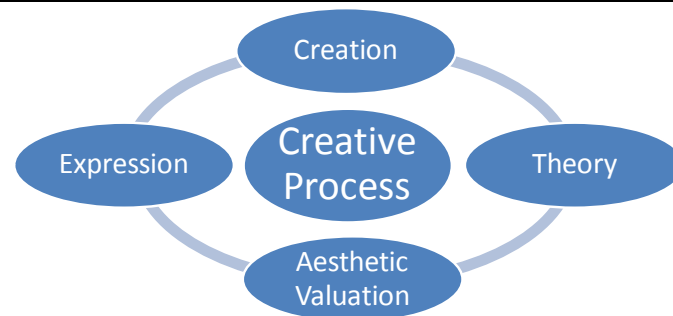 Creation
Expression
Creative
Process
Theory
Aesthetic
Valuation